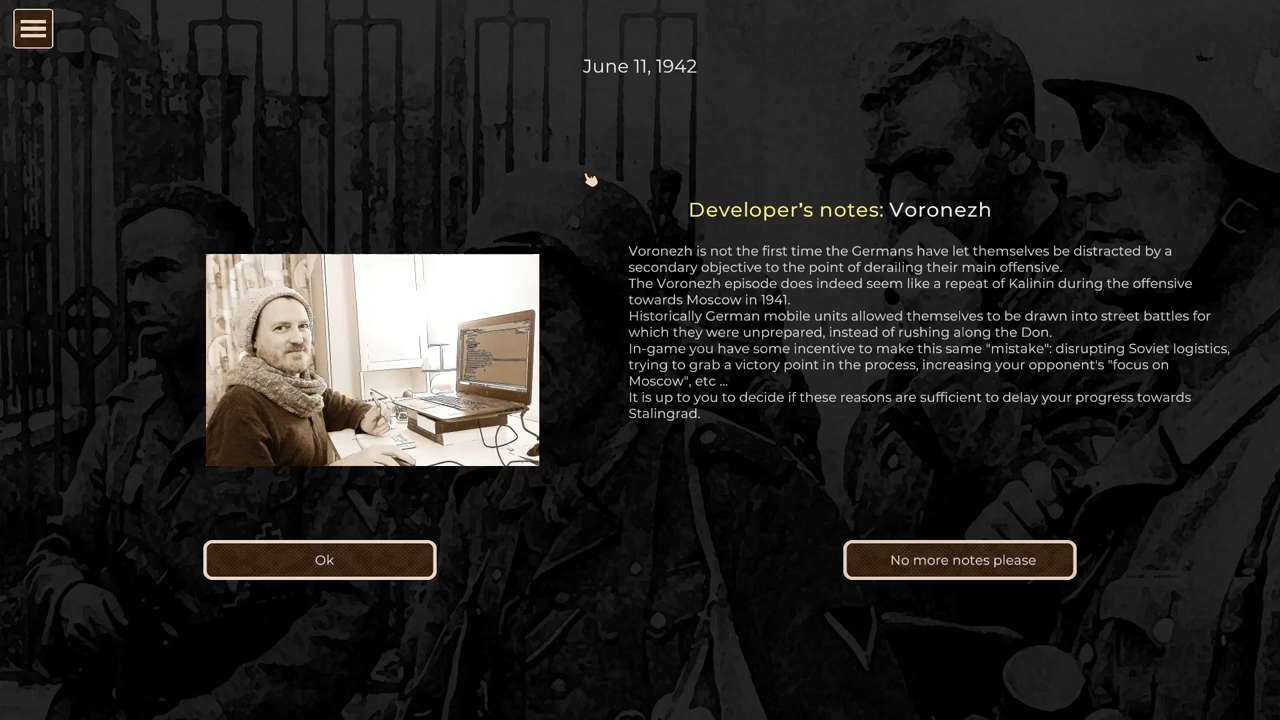 June 11, 1942
Developer's notes: Voronezh
Voronezh is not the first time the Germans have let themselves be distracted by a
secondary objective to the point of derailing their main offensive.
The Voronezh episode does indeed seem like a repeat of Kalinin during the offensive
towards Moscow in 1941.
Historically German mobile units allowed themselves to be drawn into street battles for
which they were unprepared, instead of rushing along the Don.
In-game you have some incentive to make this same "mistake": disrupting Soviet logistics,
trying to grab a victory point in the process, increasing your opponent's "focus on
Moscow", etc ...
It is up to you to decide if these reasons are sufficient to delay your progress towards
Stalingrad.
Ok
No more notes please